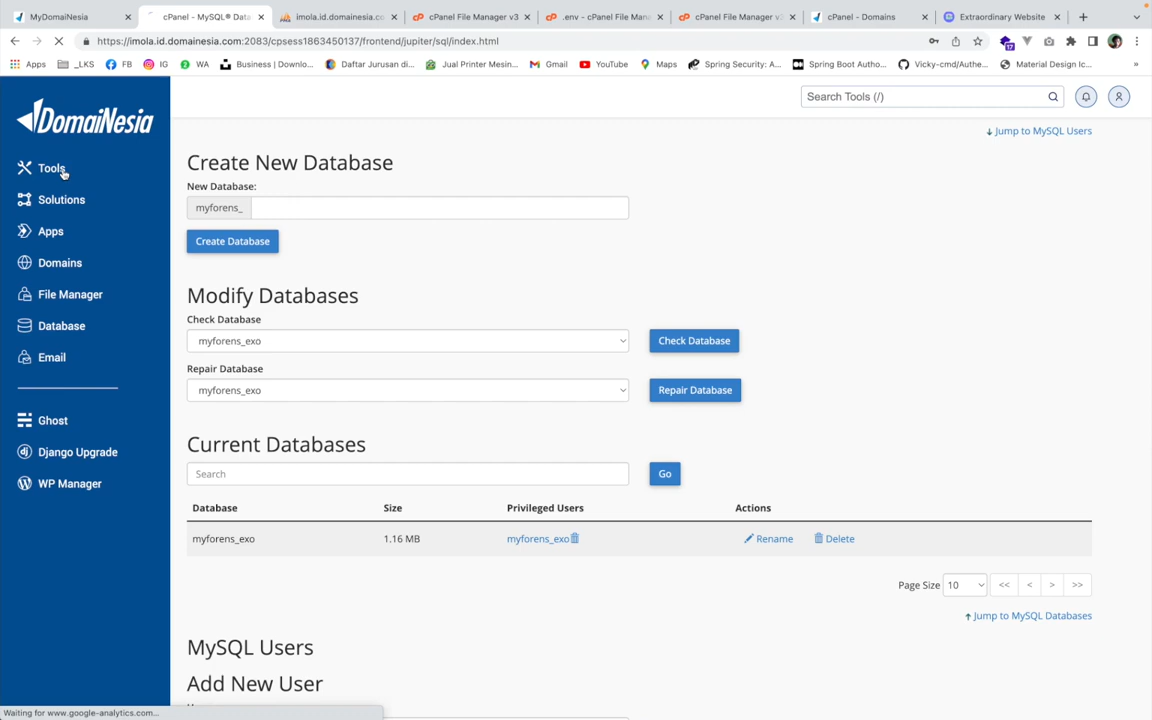 MyDomaiNesia
cPanel - MySQL® Data
imola.id.domainesia.co
cPanel File Manager v3
.env - cPanel File Man
cPanel File Manager v
cPanel - Domains
Extraordinary Website
https://imola.id.domainesia.com:2083/cpsess1863450137/frontend/jupiter/sql/index.html
17
Apps
_LKS
FB
IG
2 WA
Business | Downlo...
Daftar Jurusan di...
Jual Printer Mesin...
Gmail
YouTube
Maps
Spring Security: A...
Spring Boot Autho...
Vicky-cmd/Authe...
Material Design Ic...
»
DomaiNesia
Search Tools (/)
Jump to MySQL Users
Tools
Solutions
Apps
Domains
File Manager
Database
Email
Ghost
dj Django Upgrade
WP Manager
Create New Database
New Database:
myforens_
Create Database
Modify Databases
Check Database
myforens_exo
Check Database
Repair Database
myforens_exo
Repair Database
Current Databases
Search
Go
Database Size Privileged Users Actions
myforens_exo 1.16 MB myforens_exo Rename Delete
Page Size 10 << < > >>
Jump to MySQL Databases
MySQL Users
Add New User
Waiting for www.google-analytics.com...